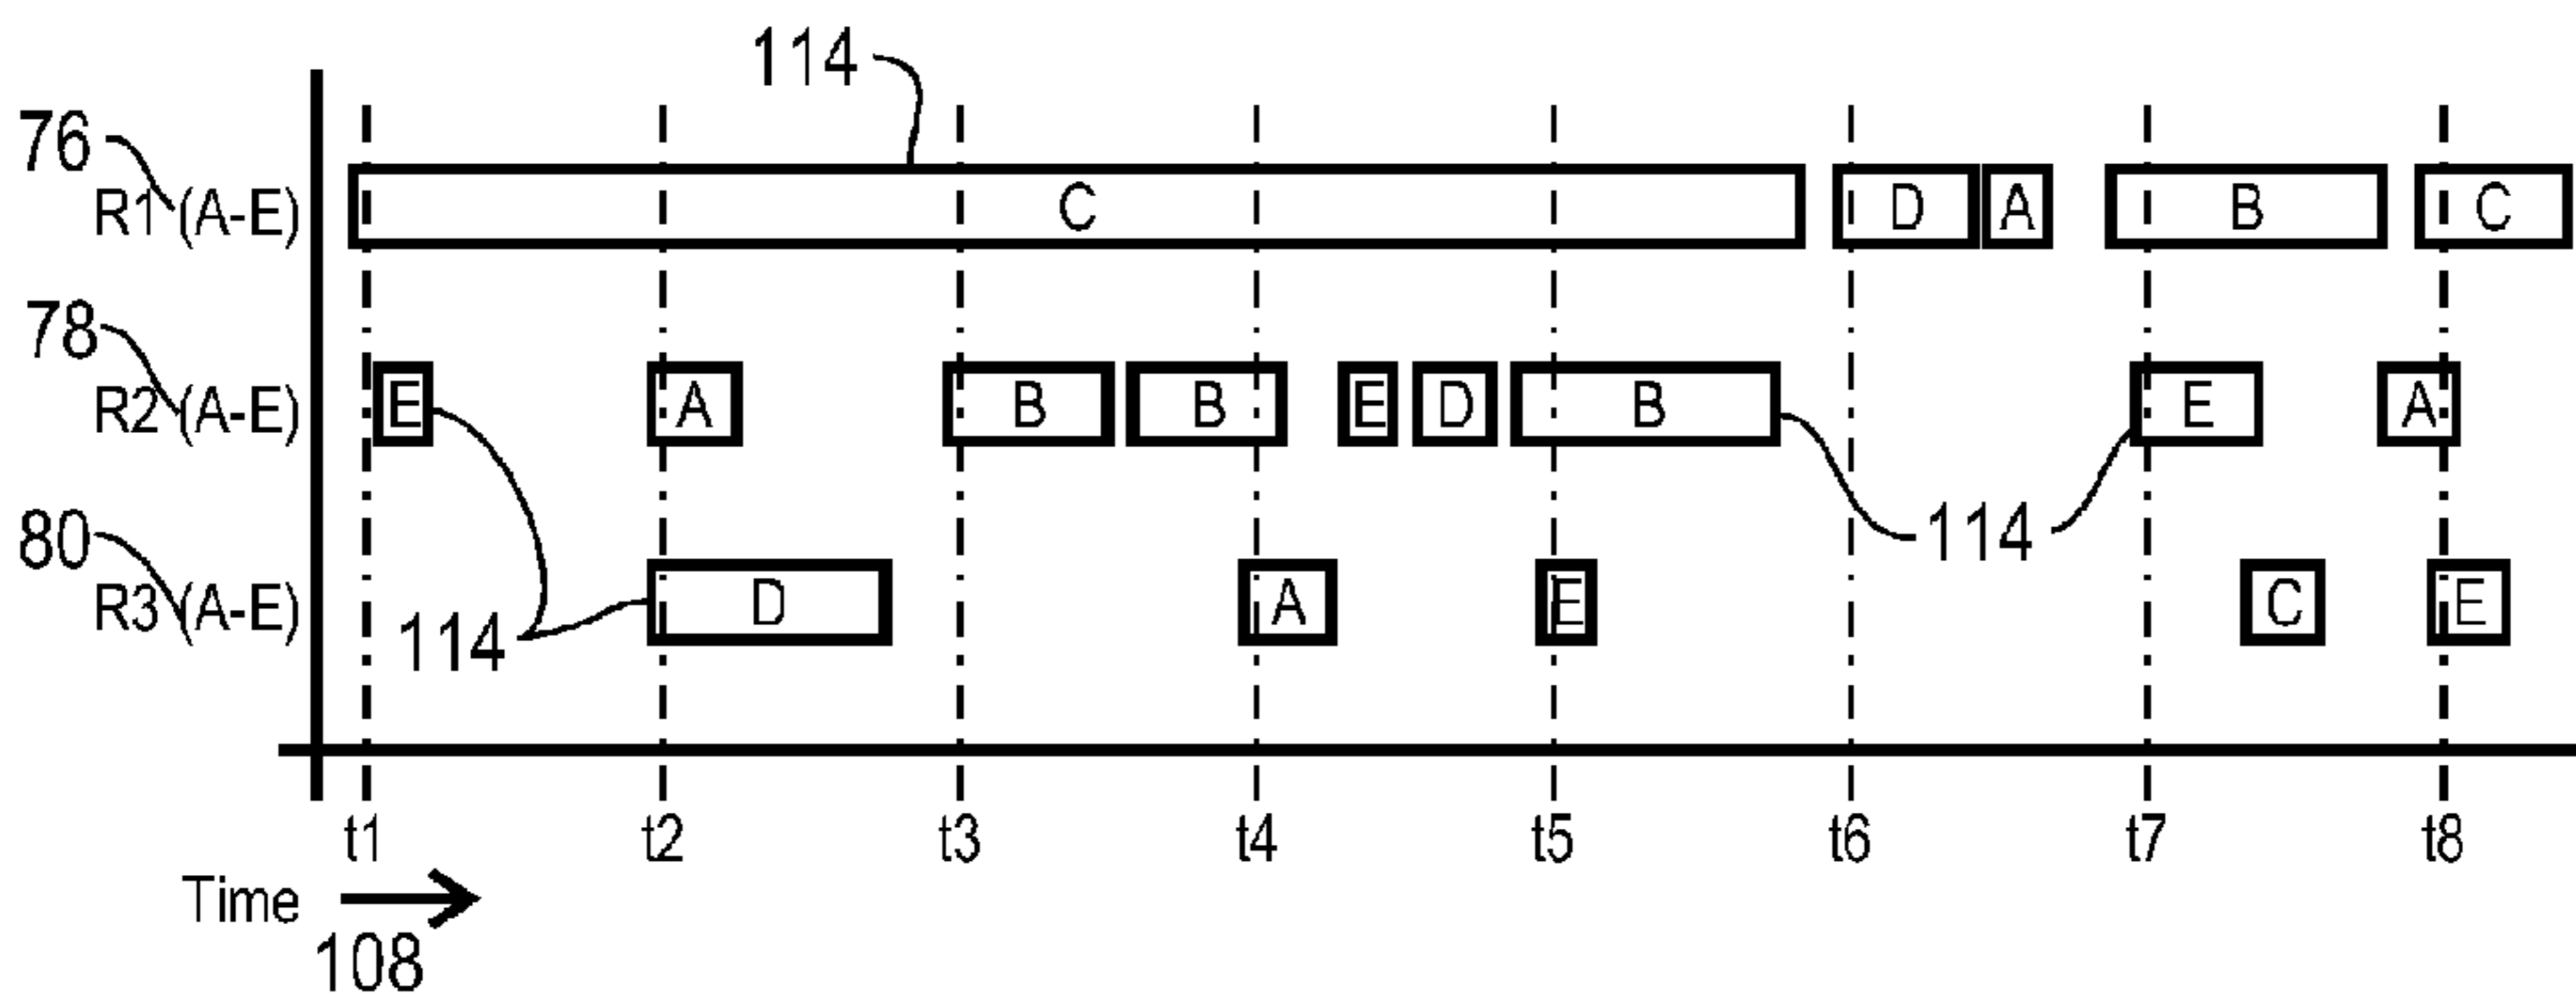 114
76
R1 (A-E) C D A B C
78
R2 (A-E) E A B B E D B E A
80
R3 (A-E) D A E C E
114 114
t1 t2 t3 t4 t5 t6 t7 t8
Time
108